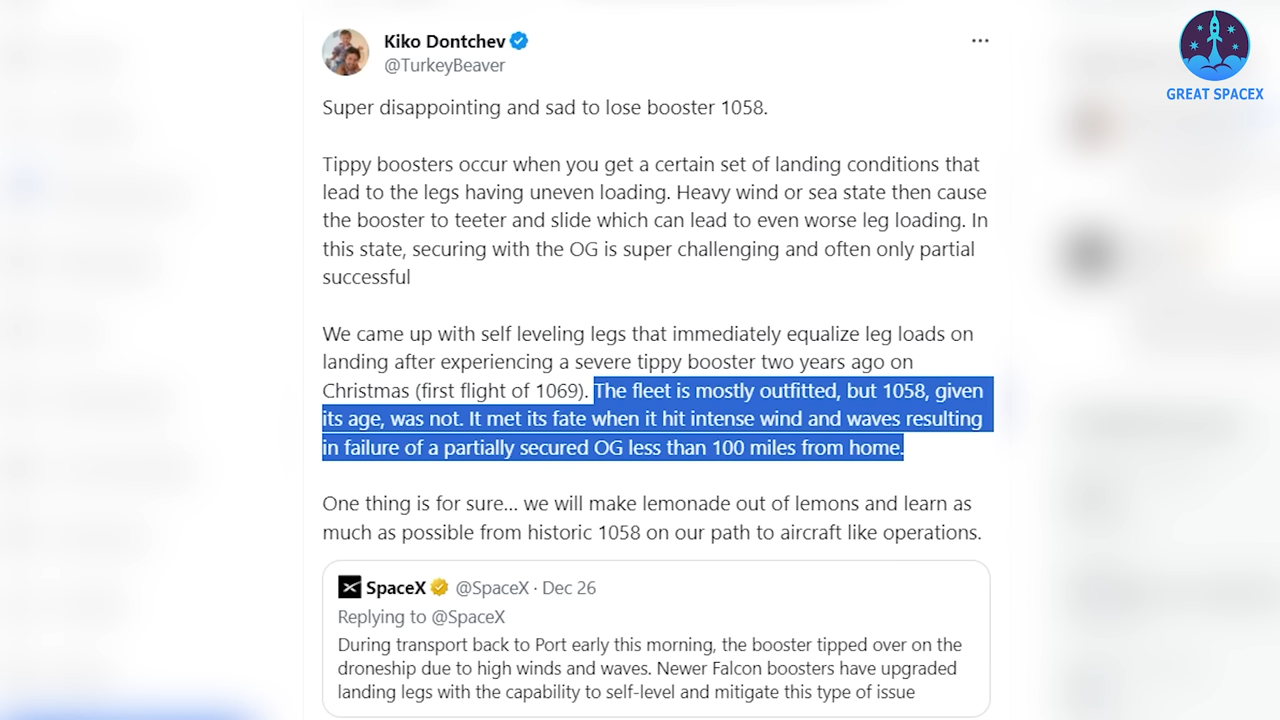 Kiko Dontchev
@TurkeyBeaver
...
GREAT SPACEX
Super disappointing and sad to lose booster 1058.
Tippy boosters occur when you get a certain set of landing conditions that
lead to the legs having uneven loading. Heavy wind or sea state then cause
the booster to teeter and slide which can lead to even worse leg loading. In
this state, securing with the OG is super challenging and often only partial
successful
We came up with self leveling legs that immediately equalize leg loads on
landing after experiencing a severe tippy booster two years ago on
Christmas (first flight of 1069). The fleet is mostly outfitted, but 1058, given
its age, was not. It met its fate when it hit intense wind and waves resulting
in failure of a partially secured OG less than 100 miles from home.
One thing is for sure... we will make lemonade out of lemons and learn as
much as possible from historic 1058 on our path to aircraft like operations.
SpaceX @SpaceX · Dec 26
Replying to @SpaceX
During transport back to Port early this morning, the booster tipped over on the
droneship due to high winds and waves. Newer Falcon boosters have upgraded
landing legs with the capability to self-level and mitigate this type of issue